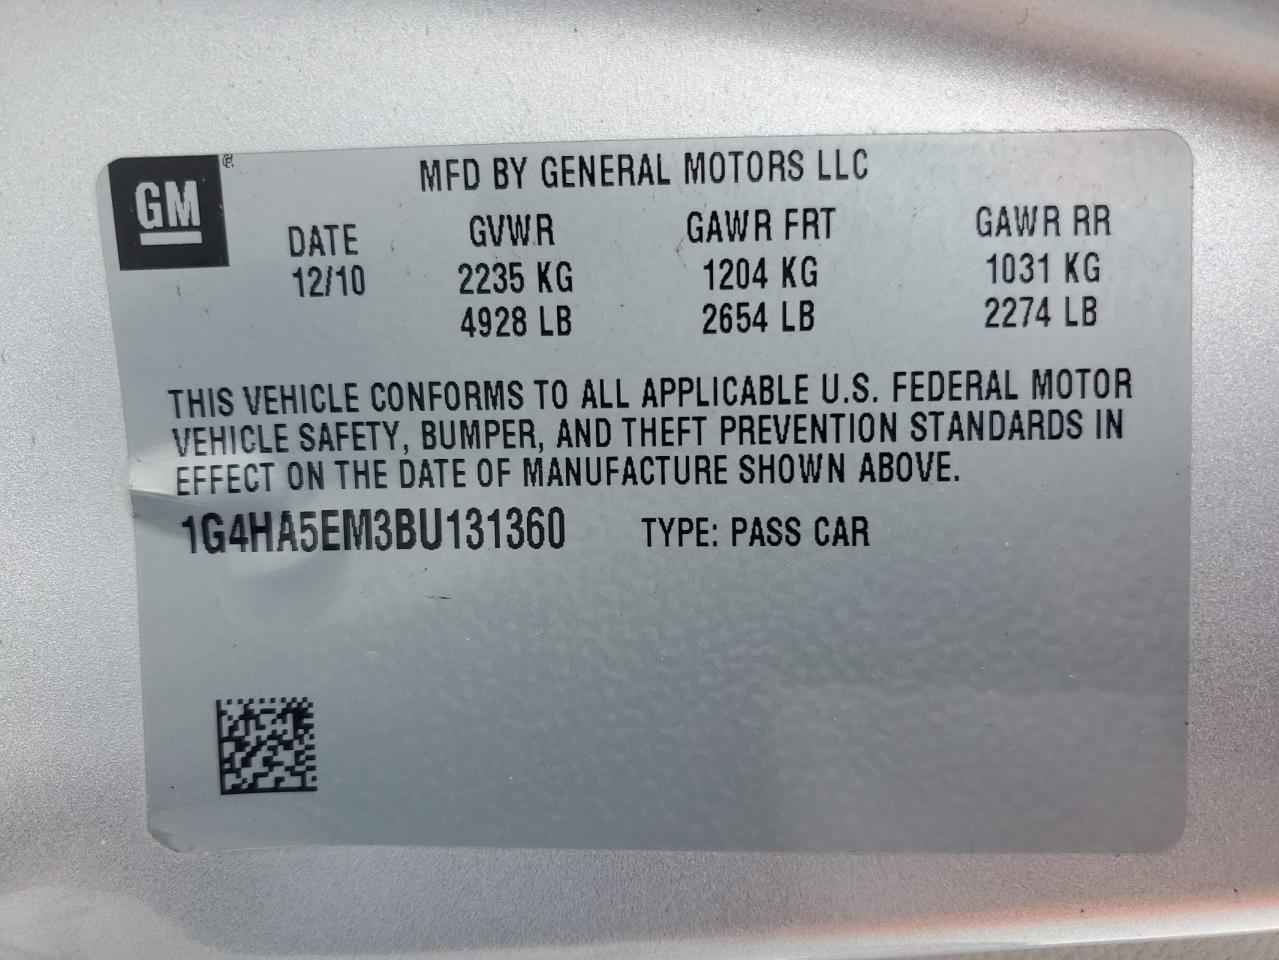 GM ®
MFD BY GENERAL MOTORS LLC
DATE GVWR GAWR FRT GAWR RR
12/10 2235 KG 1204 KG 1031 KG
4928 LB 2654 LB 2274 LB
THIS VEHICLE CONFORMS TO ALL APPLICABLE U.S. FEDERAL MOTOR
VEHICLE SAFETY, BUMPER, AND THEFT PREVENTION STANDARDS IN
EFFECT ON THE DATE OF MANUFACTURE SHOWN ABOVE.
1G4HA5EM3BU131360 TYPE: PASS CAR